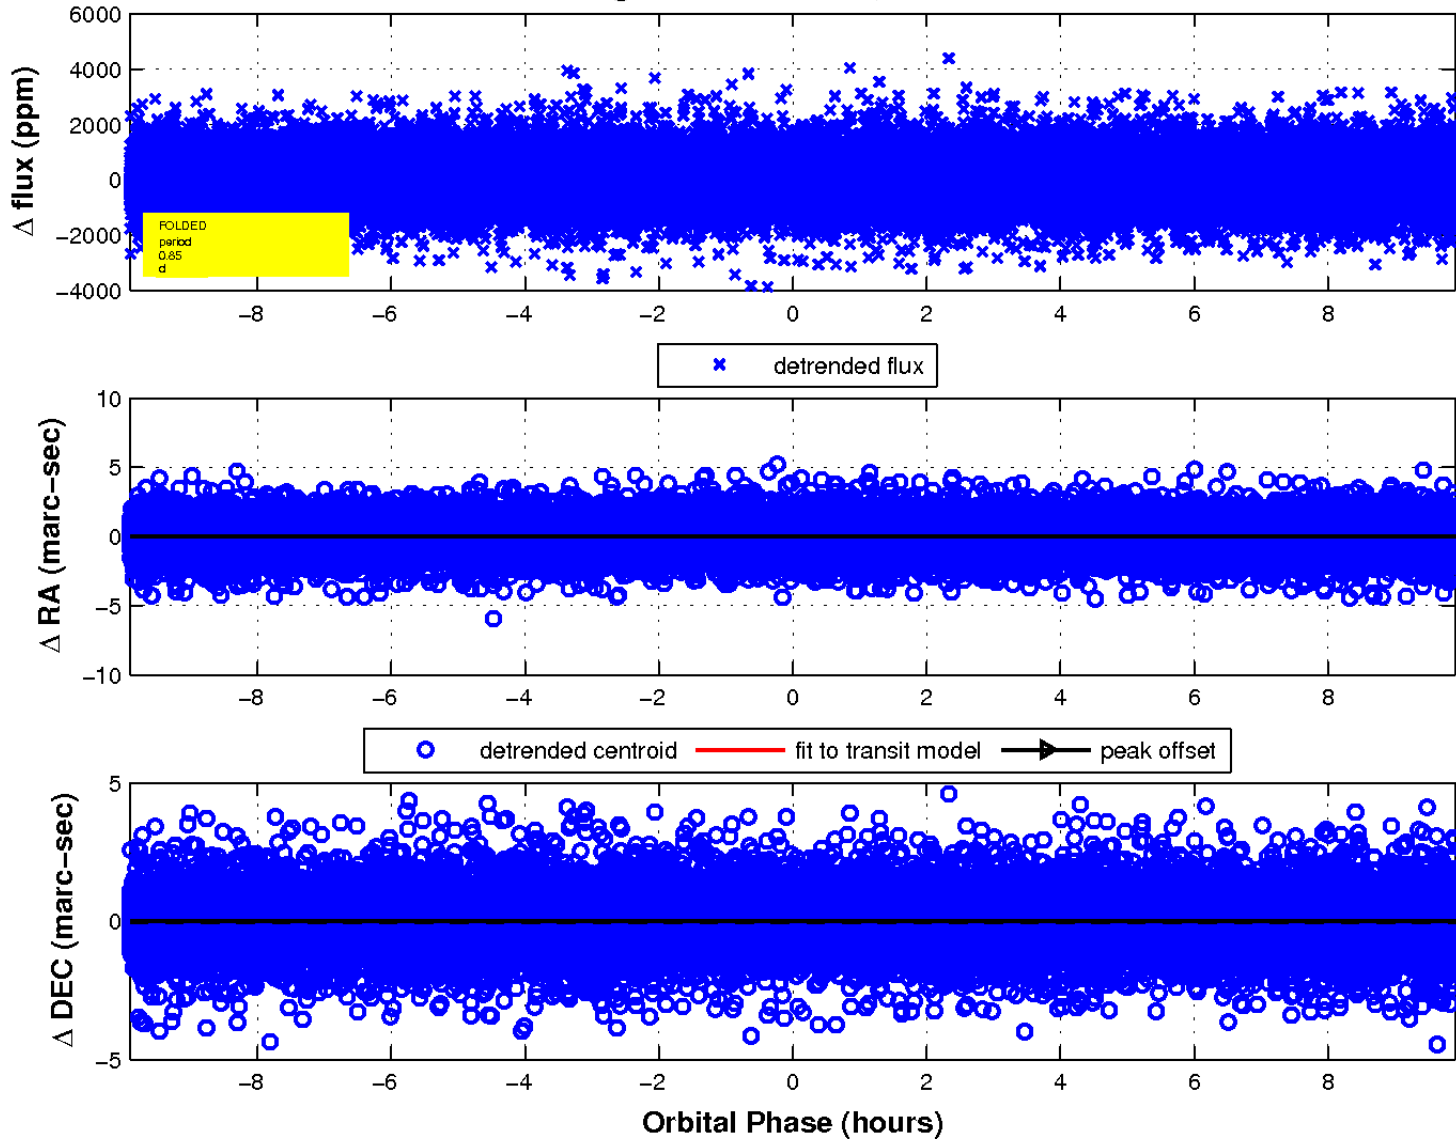 6000
4000
2000
0
−2000
−4000
Δ flux (ppm)
FOLDED
period
0.85
d
−8 −6 −4 −2 0 2 4 6 8
detrended flux
10
5
0
−5
−10
Δ RA (marc−sec)
−8 −6 −4 −2 0 2 4 6 8
detrended centroid fit to transit model peak offset
5
0
−5
Δ DEC (marc−sec)
−8 −6 −4 −2 0 2 4 6 8
Orbital Phase (hours)